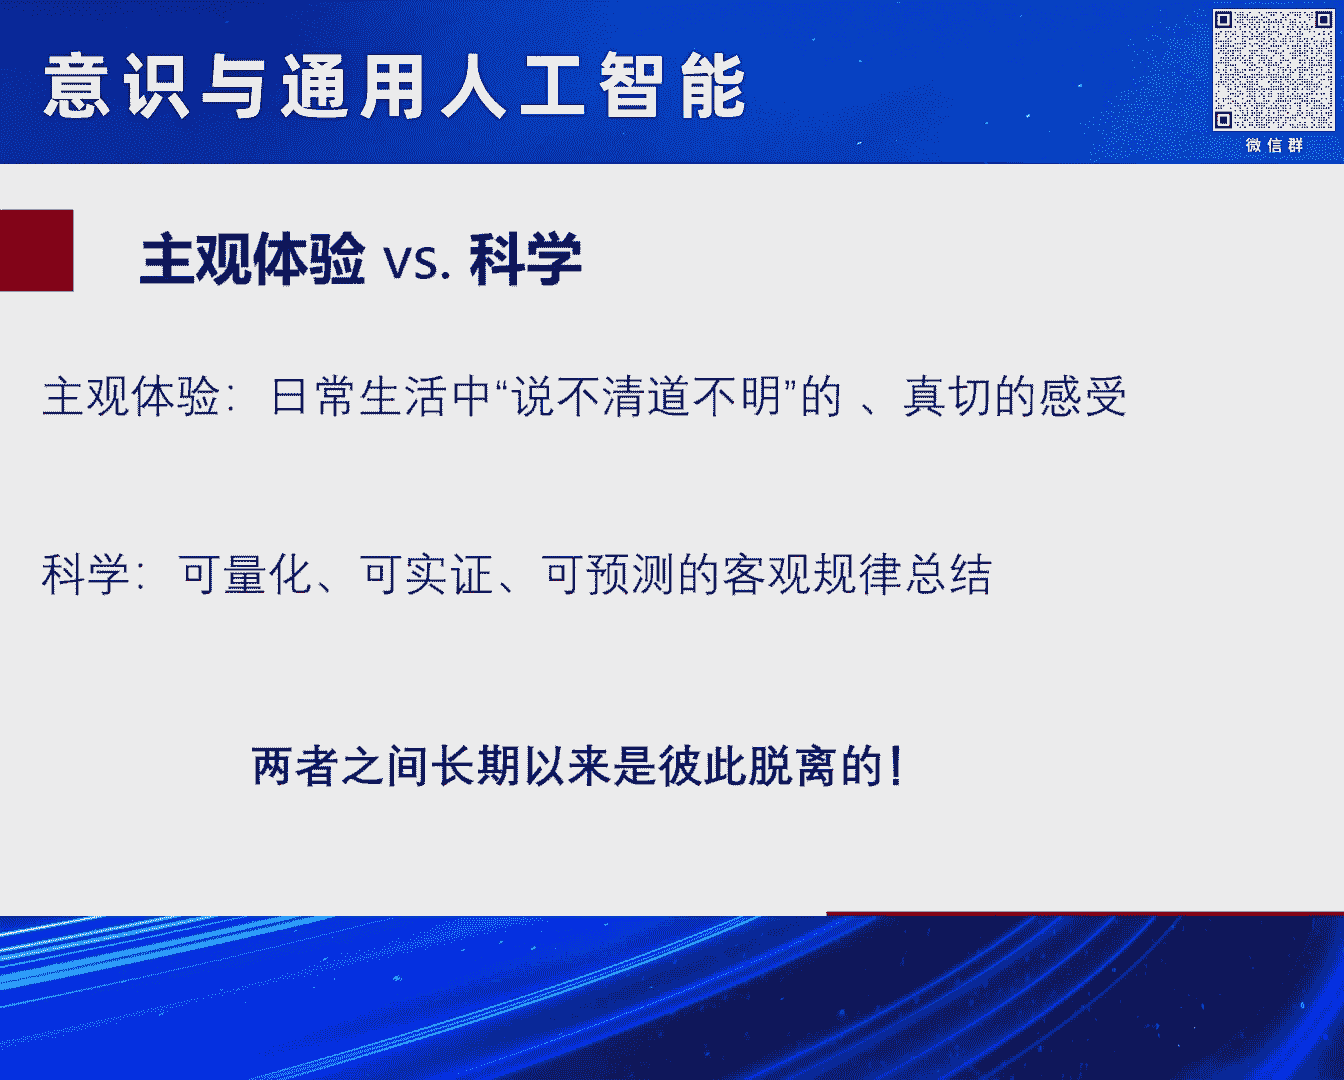 意识与通用人工智能
微信群
主观体验 vs. 科学
主观体验：日常生活中“说不清道不明”的 、真切的感受
科学：可量化、可实证、可预测的客观规律总结
两者之间长期以来是彼此脱离的！